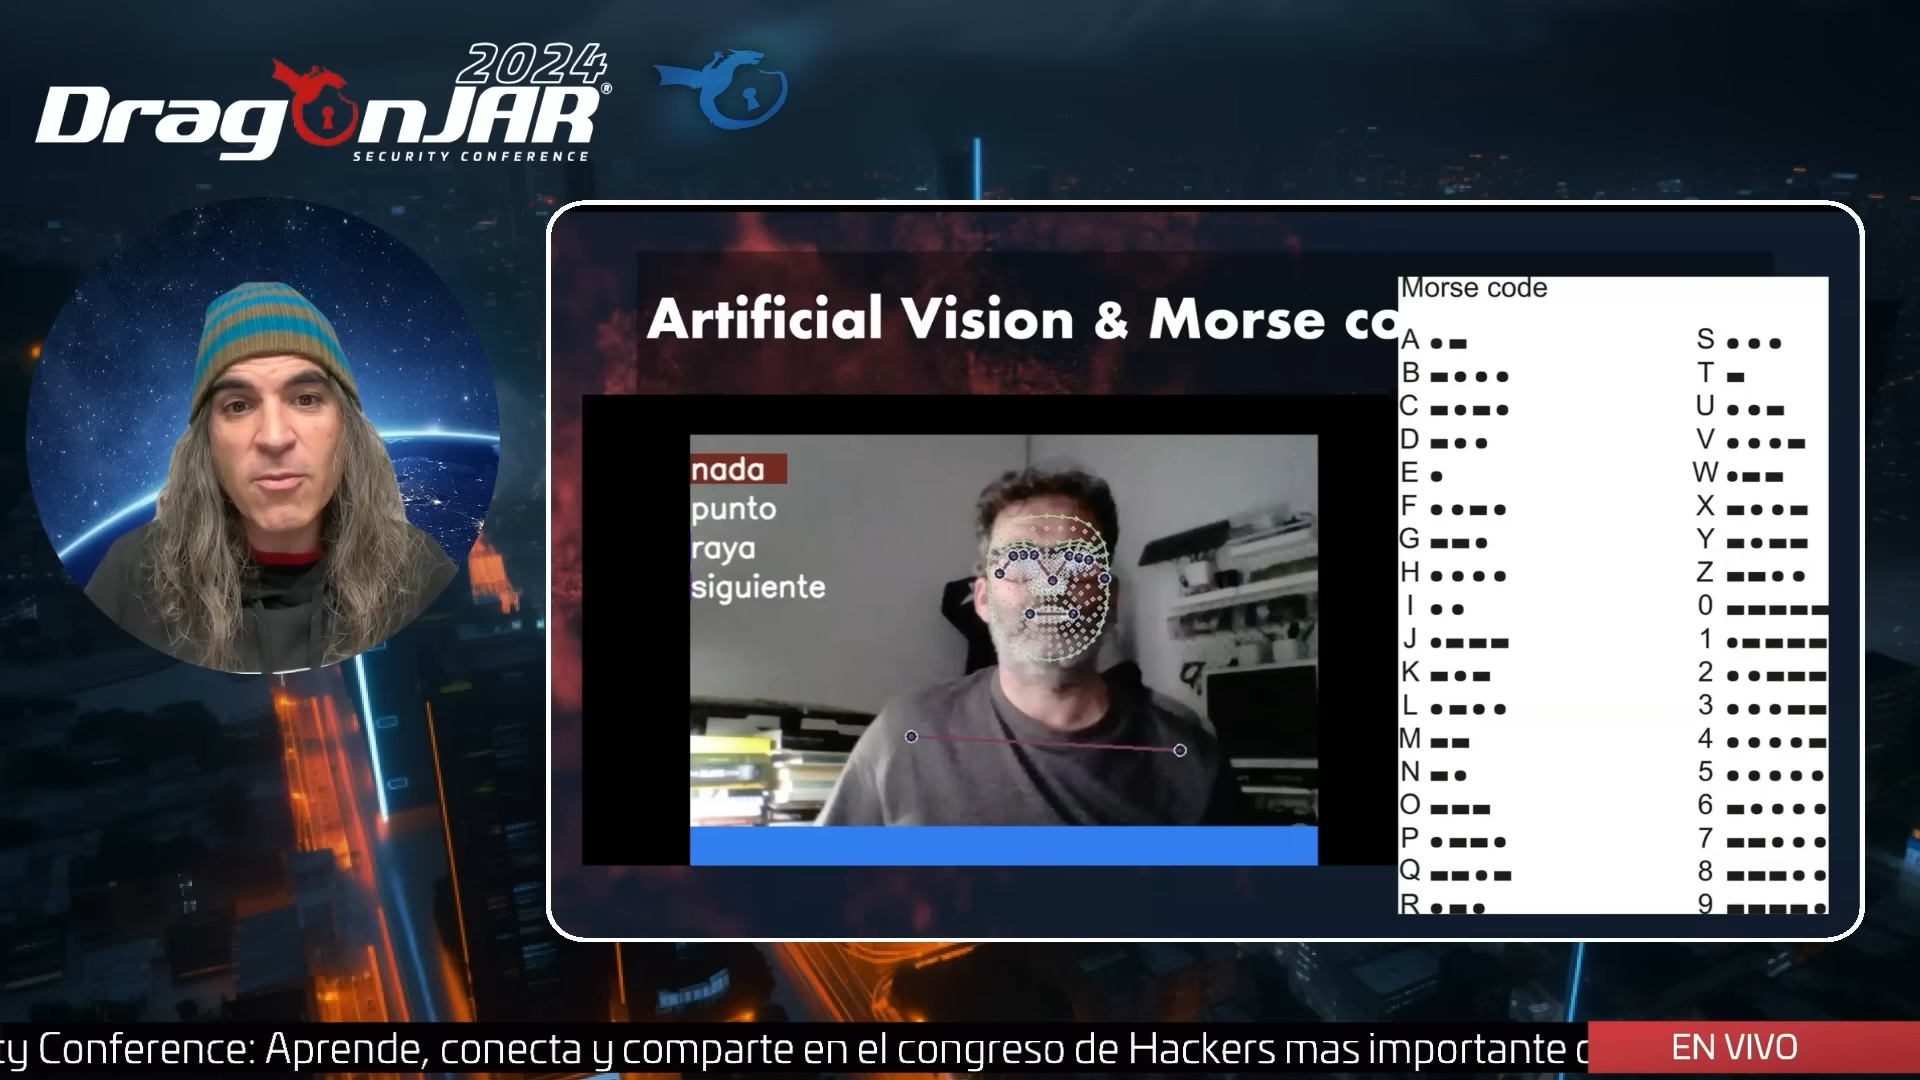 2024
DragonJAR®
SECURITY CONFERENCE
Artificial Vision & Morse co
nada
punto
raya
siguiente
Morse code
A •▬
B ▬•••
C ▬•▬•
D ▬••
E •
F ••▬•
G ▬▬•
H ••••
I ••
J •▬▬▬
K ▬•▬
L •▬••
M ▬▬
N ▬•
O ▬▬▬
P •▬▬•
Q ▬▬•▬
R •▬•
S •••
T ▬
U ••▬
V •••▬
W •▬▬
X ▬••▬
Y ▬•▬▬
Z ▬▬••
0 ▬▬▬▬▬
1 •▬▬▬▬
2 ••▬▬▬
3 •••▬▬
4 ••••▬
5 •••••
6 ▬••••
7 ▬▬•••
8 ▬▬▬••
9 ▬▬▬▬•
ty Conference: Aprende, conecta y comparte en el congreso de Hackers mas importante
EN VIVO